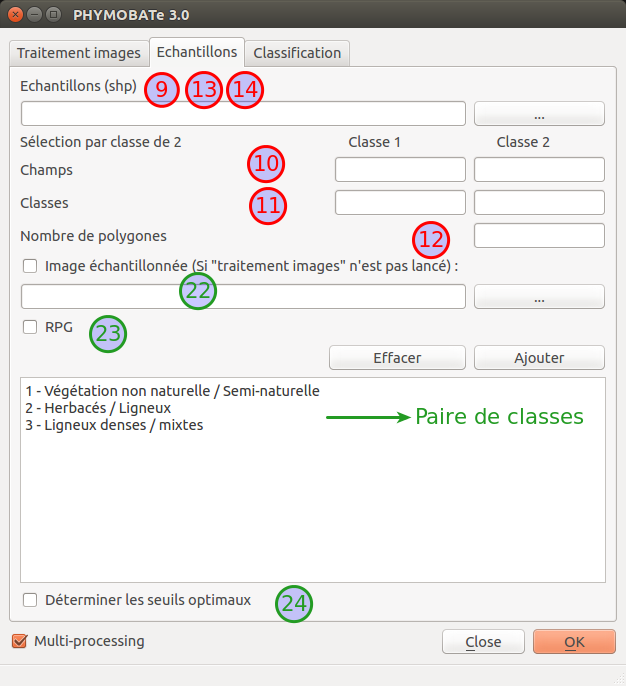 PHYMOBATe 3.0
Traitement images Echantillons Classification
Echantillons (shp) 9 13 14
...
Sélection par classe de 2 Classe 1 Classe 2
Champs 10
Classes 11
Nombre de polygones 12
Image échantillonnée (Si "traitement images" n'est pas lancé) :
22 ...
RPG 23
Effacer Ajouter
1 - Végétation non naturelle / Semi-naturelle
2 - Herbacés / Ligneux Paire de classes
3 - Ligneux denses / mixtes
Déterminer les seuils optimaux 24
Multi-processing Close OK